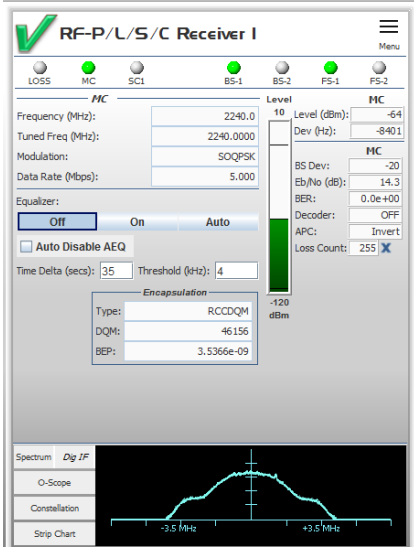 RF-P/L/S/C Receiver I
Menu
LOSS MC SC1 BS-1 BS-2 FS-1 FS-2
MC
Frequency (MHz): 2240.0
Tuned Freq (MHz): 2240.0000
Modulation: SOQPSK
Data Rate (Mbps): 5.000
Equalizer:
Off On Auto
Auto Disable AEQ
Time Delta (secs): 35 Threshold (kHz): 4
Encapsulation
Type: RCCDQM
DQM: 46156
BEP: 3.5366e-09
Level
10
-120
dBm
MC
Level (dBm): -64
Dev (Hz): -8401
MC
BS Dev: -20
Eb/No (dB): 14.3
BER: 0.0e+00
Decoder: OFF
APC: Invert
Loss Count: 255 X
Spectrum Dig IF
O-Scope
Constellation
Strip Chart
-3.5 MHz +3.5 MHz